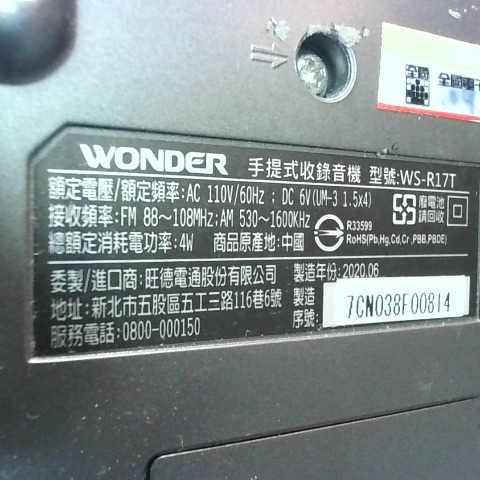 全國
全國電子
WONDER 手提式收錄音機 型號:WS-R17T
額定電壓/額定頻率:AC 110V/60Hz ; DC 6V(UM-3 1.5x4)
接收頻率:FM 88~108MHz;AM 530~1600KHz
總額定消耗電功率:4W 商品原產地:中國
R33599
RoHS(Pb,Hg,Cd,Cr⁠,PBB,PBDE)
廢電池
請回收
委製/進口商:旺德電通股份有限公司
地址:新北市五股區五工三路116巷6號
服務電話:0800-000150
製造年份:2020.06
製造
序號:
7CN038F00814